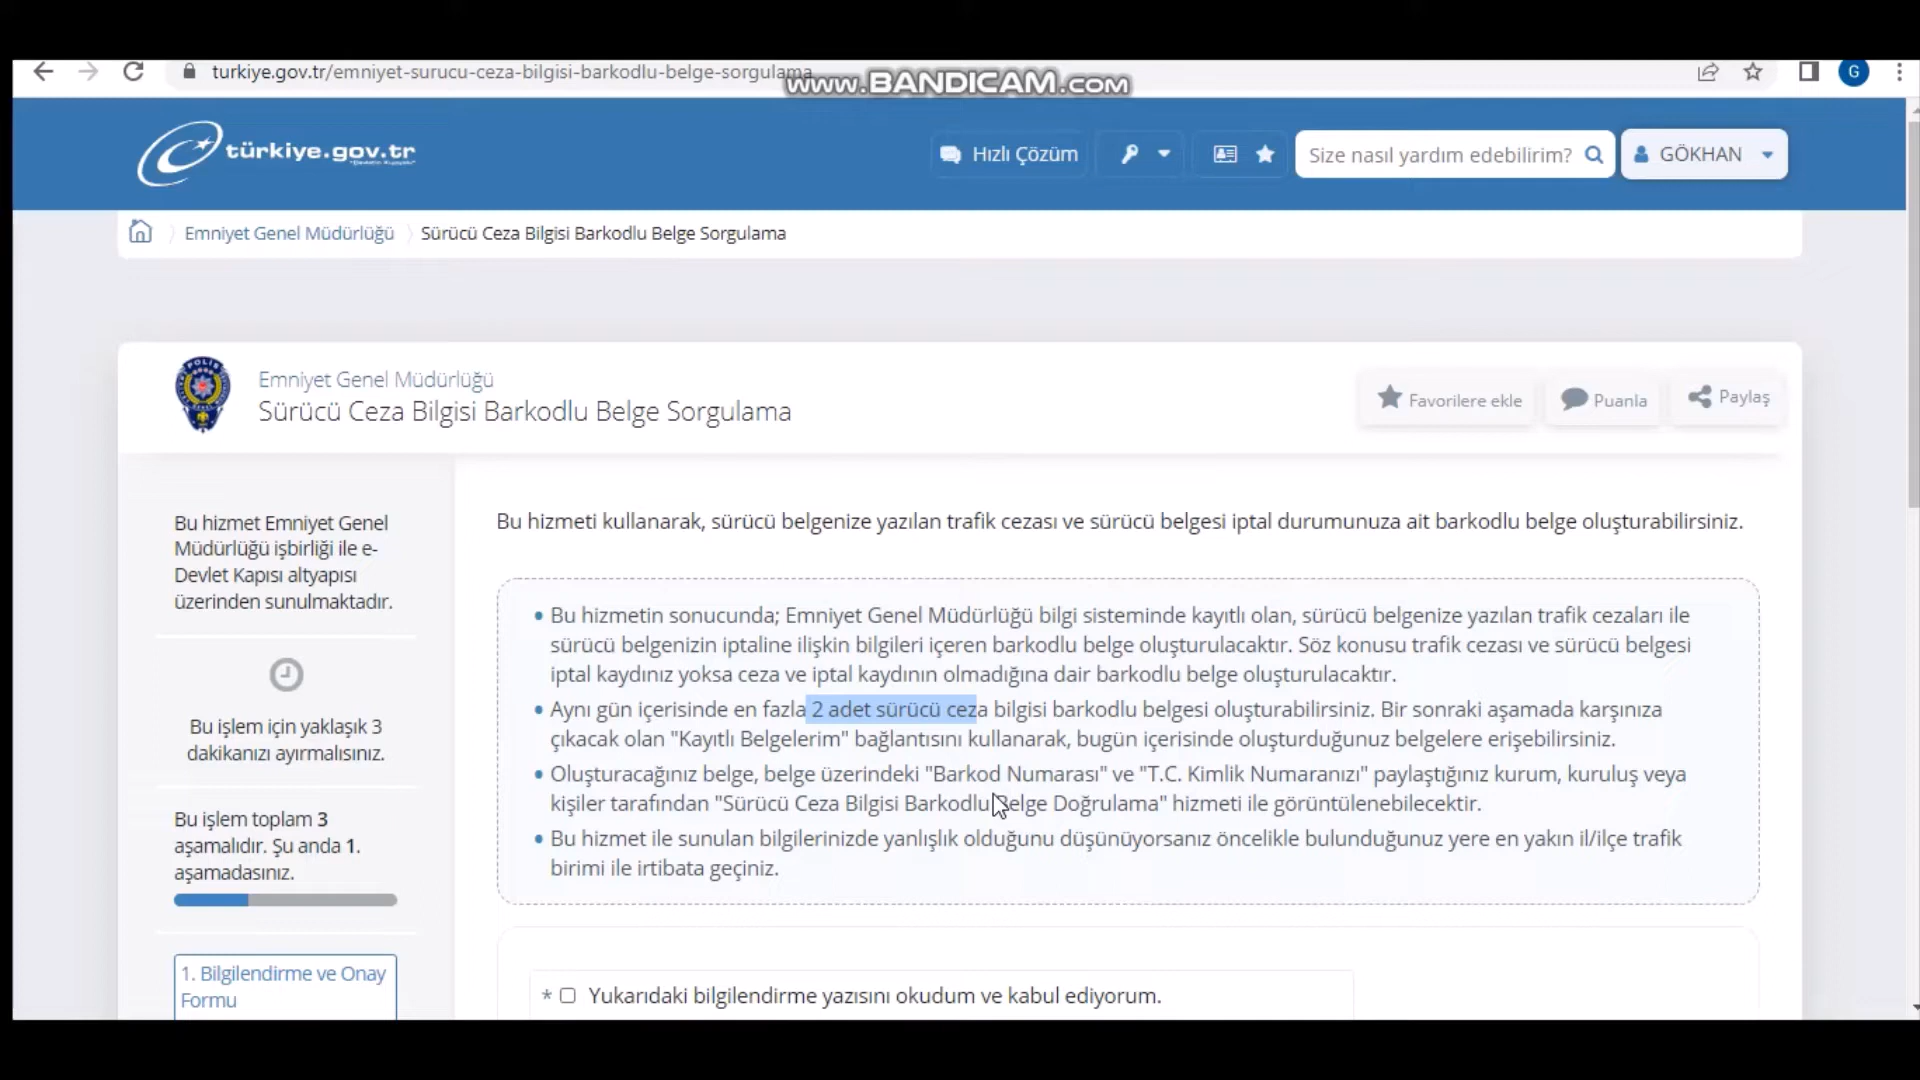 turkiye.gov.tr/emniyet-surucu-ceza-bilgisi-barkodlu-belge-sorgulama
www.BANDICAM.com
G
türkiye.gov.tr
Hızlı Çözüm
Size nasıl yardım edebilirim?
GÖKHAN
Emniyet Genel Müdürlüğü
Sürücü Ceza Bilgisi Barkodlu Belge Sorgulama
POLİS
Emniyet Genel Müdürlüğü
Sürücü Ceza Bilgisi Barkodlu Belge Sorgulama
Favorilere ekle
Puanla
Paylaş
Bu hizmet Emniyet Genel
Müdürlüğü işbirliği ile e-
Devlet Kapısı altyapısı
üzerinden sunulmaktadır.
Bu işlem için yaklaşık 3
dakikanızı ayırmalısınız.
Bu işlem toplam 3
aşamalıdır. Şu anda 1.
aşamadasınız.
1. Bilgilendirme ve Onay
Formu
Bu hizmeti kullanarak, sürücü belgenize yazılan trafik cezası ve sürücü belgesi iptal durumunuza ait barkodlu belge oluşturabilirsiniz.
• Bu hizmetin sonucunda; Emniyet Genel Müdürlüğü bilgi sisteminde kayıtlı olan, sürücü belgenize yazılan trafik cezaları ile
sürücü belgenizin iptaline ilişkin bilgileri içeren barkodlu belge oluşturulacaktır. Söz konusu trafik cezası ve sürücü belgesi
iptal kaydınız yoksa ceza ve iptal kaydının olmadığına dair barkodlu belge oluşturulacaktır.
• Aynı gün içerisinde en fazla 2 adet sürücü ceza bilgisi barkodlu belgesi oluşturabilirsiniz. Bir sonraki aşamada karşınıza
çıkacak olan "Kayıtlı Belgelerim" bağlantısını kullanarak, bugün içerisinde oluşturduğunuz belgelere erişebilirsiniz.
• Oluşturacağınız belge, belge üzerindeki "Barkod Numarası" ve "T.C. Kimlik Numaranızı" paylaştığınız kurum, kuruluş veya
kişiler tarafından "Sürücü Ceza Bilgisi Barkodlu Belge Doğrulama" hizmeti ile görüntülenebilecektir.
• Bu hizmet ile sunulan bilgilerinizde yanlışlık olduğunu düşünüyorsanız öncelikle bulunduğunuz yere en yakın il/ilçe trafik
birimi ile irtibata geçiniz.
* Yukarıdaki bilgilendirme yazısını okudum ve kabul ediyorum.